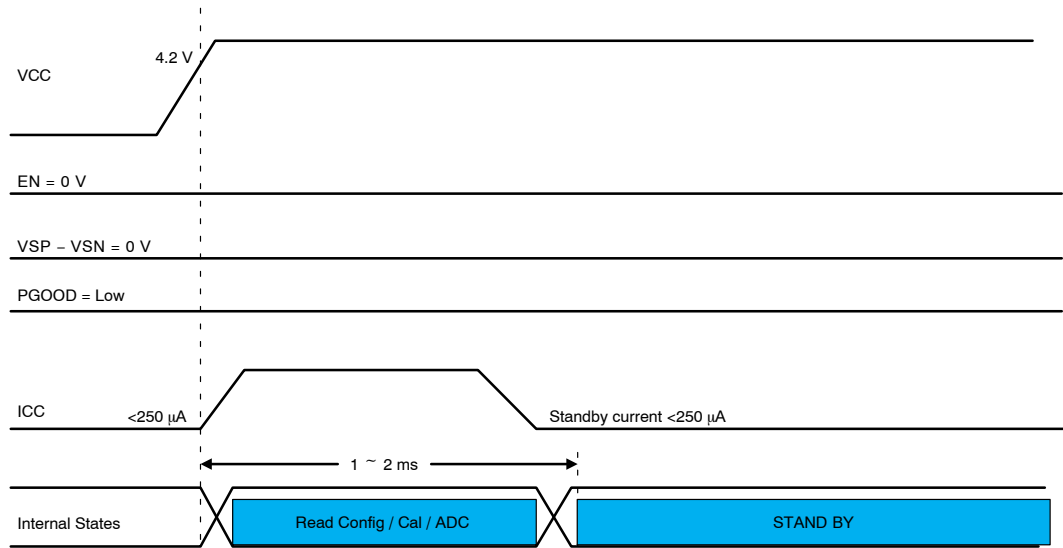 4.2 V
VCC
EN = 0 V
VSP – VSN = 0 V
PGOOD = Low
ICC
<250 μA
Standby current <250 μA
1 ~ 2 ms
Internal States
Read Config / Cal / ADC
STAND BY